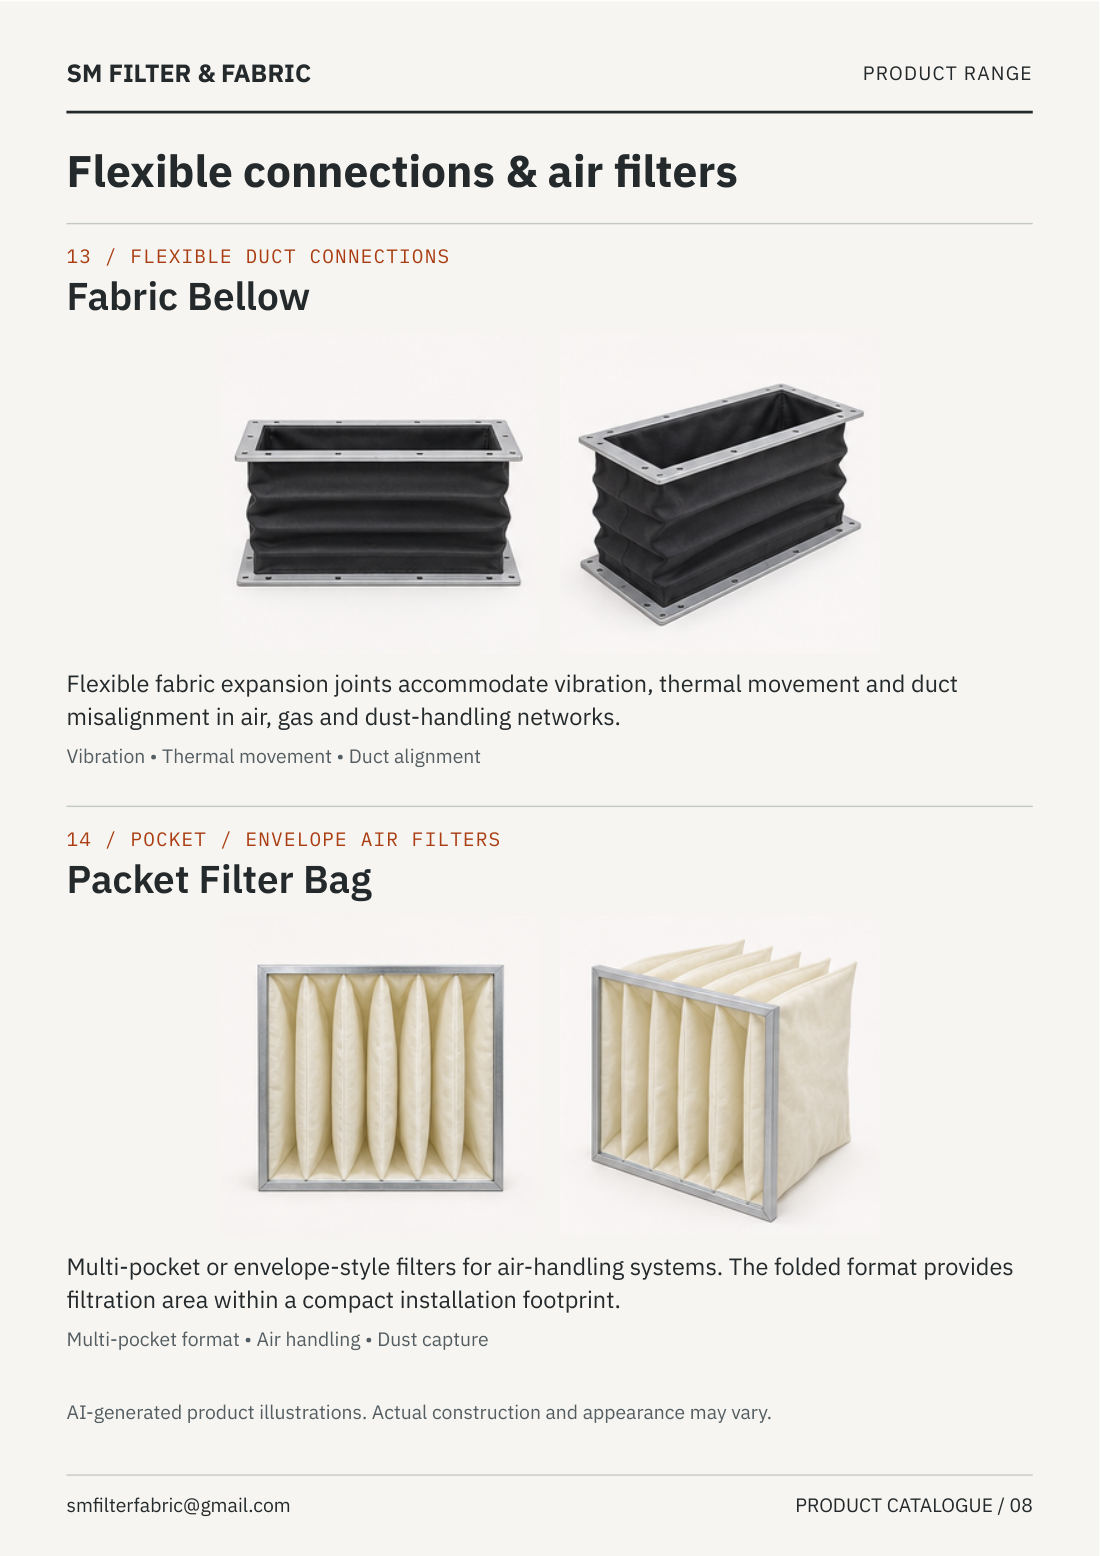 SM FILTER & FABRIC
PRODUCT RANGE
Flexible connections & air filters
13 / FLEXIBLE DUCT CONNECTIONS
Fabric Bellow
Flexible fabric expansion joints accommodate vibration, thermal movement and duct
misalignment in air, gas and dust-handling networks.
Vibration • Thermal movement • Duct alignment
14 / POCKET / ENVELOPE AIR FILTERS
Packet Filter Bag
Multi-pocket or envelope-style filters for air-handling systems. The folded format provides
filtration area within a compact installation footprint.
Multi-pocket format • Air handling • Dust capture
AI-generated product illustrations. Actual construction and appearance may vary.
smfilterfabric@gmail.com
PRODUCT CATALOGUE / 08